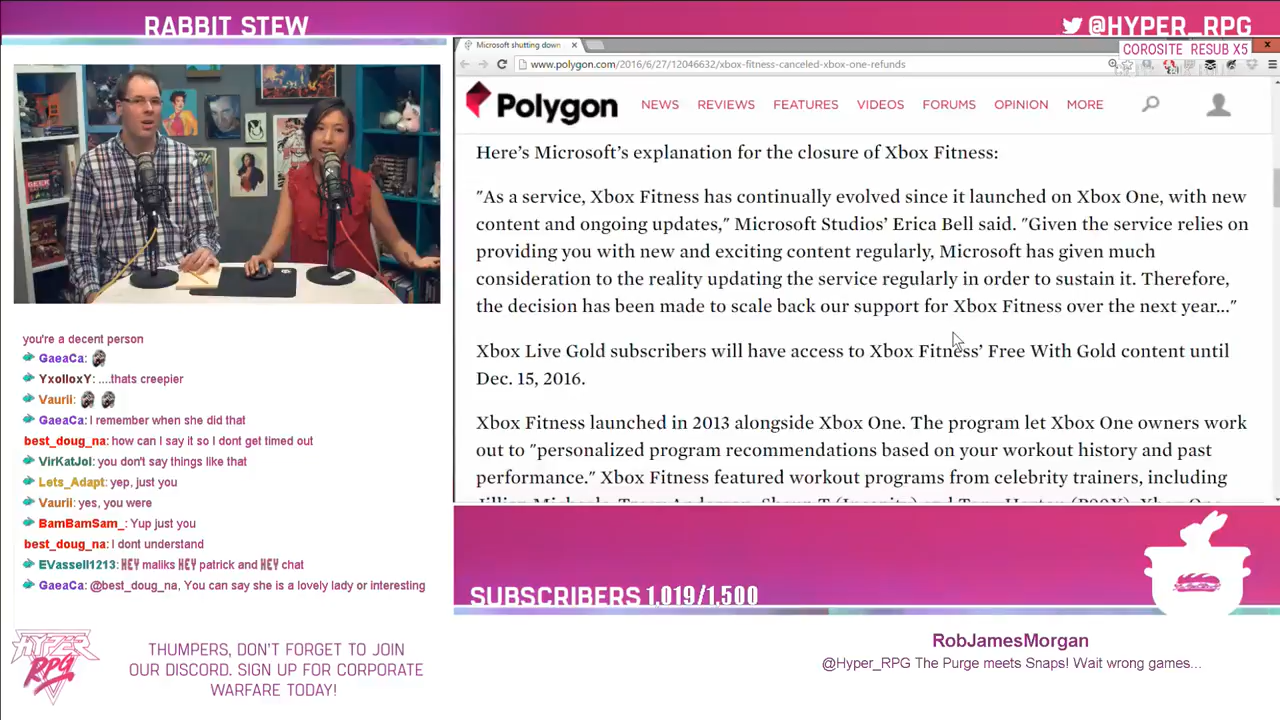 RABBIT STEW
@HYPER_RPG
COROSITE RESUB X5
Microsoft shutting down
www.polygon.com/2016/6/27/12046632/xbox-fitness-canceled-xbox-one-refunds
Polygon
NEWS REVIEWS FEATURES VIDEOS FORUMS OPINION MORE
Here's Microsoft's explanation for the closure of Xbox Fitness:
"As a service, Xbox Fitness has continually evolved since it launched on Xbox One, with new
content and ongoing updates," Microsoft Studios' Erica Bell said. "Given the service relies on
providing you with new and exciting content regularly, Microsoft has given much
consideration to the reality updating the service regularly in order to sustain it. Therefore,
the decision has been made to scale back our support for Xbox Fitness over the next year..."
Xbox Live Gold subscribers will have access to Xbox Fitness' Free With Gold content until
Dec. 15, 2016.
Xbox Fitness launched in 2013 alongside Xbox One. The program let Xbox One owners work
out to "personalized program recommendations based on your workout history and past
performance." Xbox Fitness featured workout programs from celebrity trainers, including
you're a decent person
GaeaCa:
YxolloxY: ....thats creepier
Vaurii:
GaeaCa: I remember when she did that
best_doug_na: how can I say it so I dont get timed out
VirKatJol: you don't say things like that
Lets_Adapt: yep, just you
Vaurii: yes, you were
BamBamSam_: Yup just you
best_doug_na: I dont understand
EVassell1213: HEY maliks HEY patrick and HEY chat
GaeaCa: @best_doug_na, You can say she is a lovely lady or interesting
SUBSCRIBERS 1,019/1,500
HYPER
RPG
THUMPERS, DON'T FORGET TO JOIN
OUR DISCORD. SIGN UP FOR CORPORATE
WARFARE TODAY!
RobJamesMorgan
@Hyper_RPG The Purge meets Snaps! Wait wrong games...